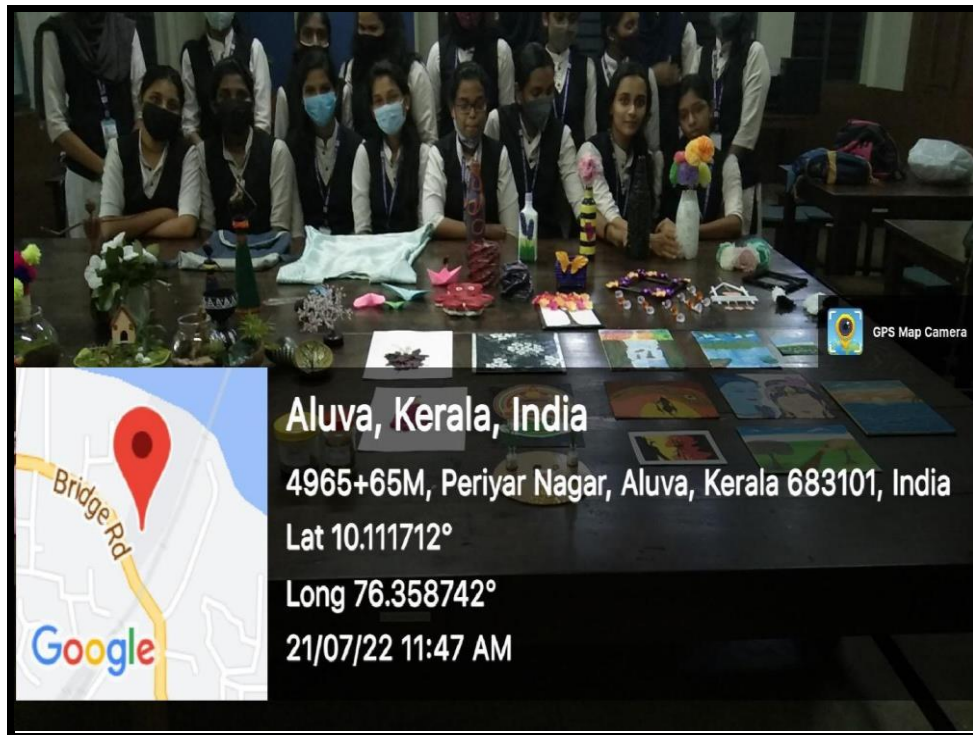 GPS Map Camera
Aluva, Kerala, India
4965+65M, Periyar Nagar, Aluva, Kerala 683101, India
Lat 10.111712°
Long 76.358742°
21/07/22 11:47 AM
Bridge Rd
Google